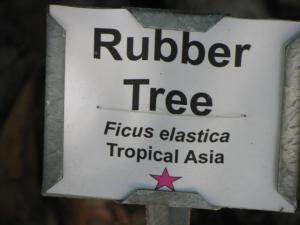 Rubber
Tree
Ficus elastica
Tropical Asia